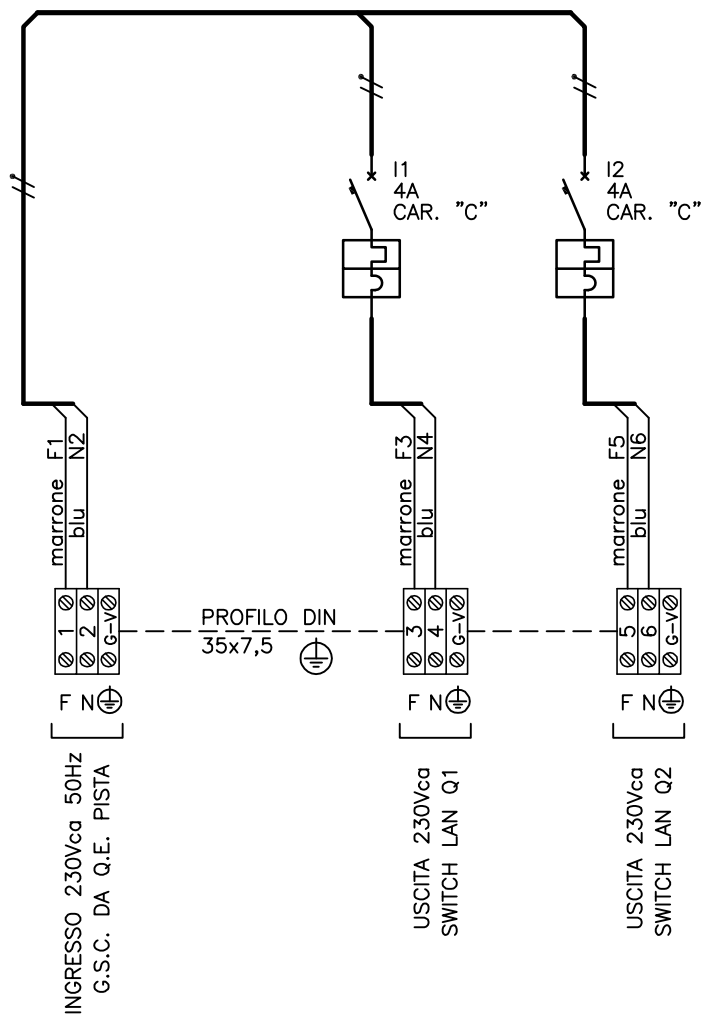 I1
4A
CAR. "C"
I2
4A
CAR. "C"
F1
N2
marrone
blu
F3
N4
marrone
blu
F5
N6
marrone
blu
1
2
G-V
PROFILO DIN
35x7,5
3
4
G-V
5
6
G-V
F N
F N
F N
INGRESSO 230Vca 50Hz
G.S.C. DA Q.E. PISTA
USCITA 230Vca
SWITCH LAN Q1
USCITA 230Vca
SWITCH LAN Q2